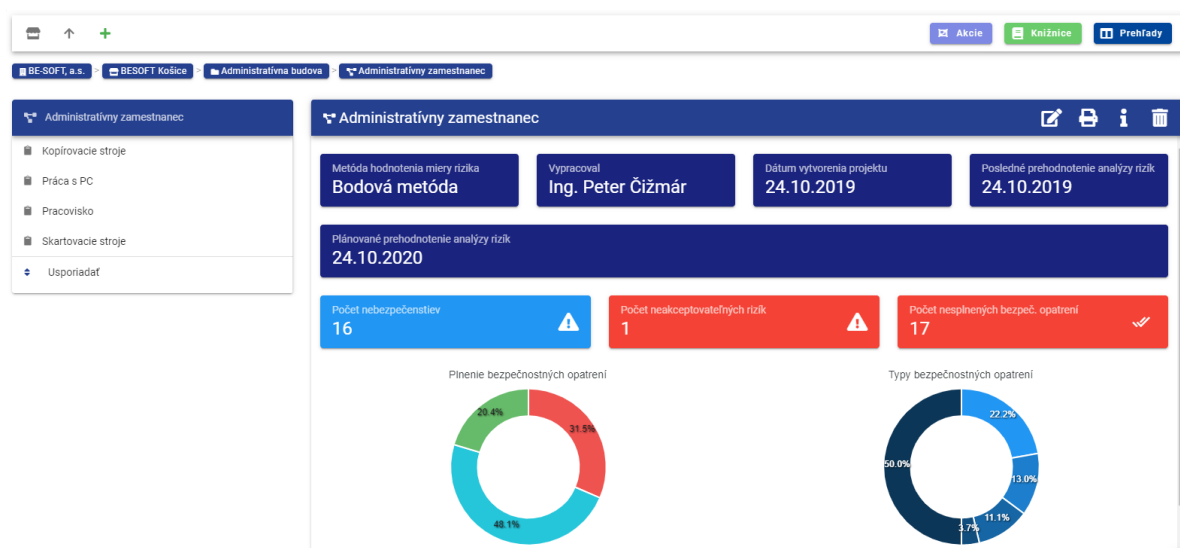 Akcie
Knižnice
Prehľady
BE-SOFT, a.s. > BESOFT Košice > Administratívna budova > Administratívny zamestnanec
Administratívny zamestnanec
Kopírovacie stroje
Práca s PC
Pracovisko
Skartovacie stroje
Usporiadať
Administratívny zamestnanec
Metóda hodnotenia miery rizika
Bodová metóda
Vypracoval
Ing. Peter Čižmár
Dátum vytvorenia projektu
24.10.2019
Posledné prehodnotenie analýzy rizík
24.10.2019
Plánované prehodnotenie analýzy rizík
24.10.2020
Počet nebezpečenstiev
16
Počet neakceptovateľných rizík
1
Počet nesplnených bezpeč. opatrení
17
Plnenie bezpečnostných opatrení
20.4%
31.5%
48.1%
Typy bezpečnostných opatrení
22.2%
50.0%
13.0%
11.1%
3.7%